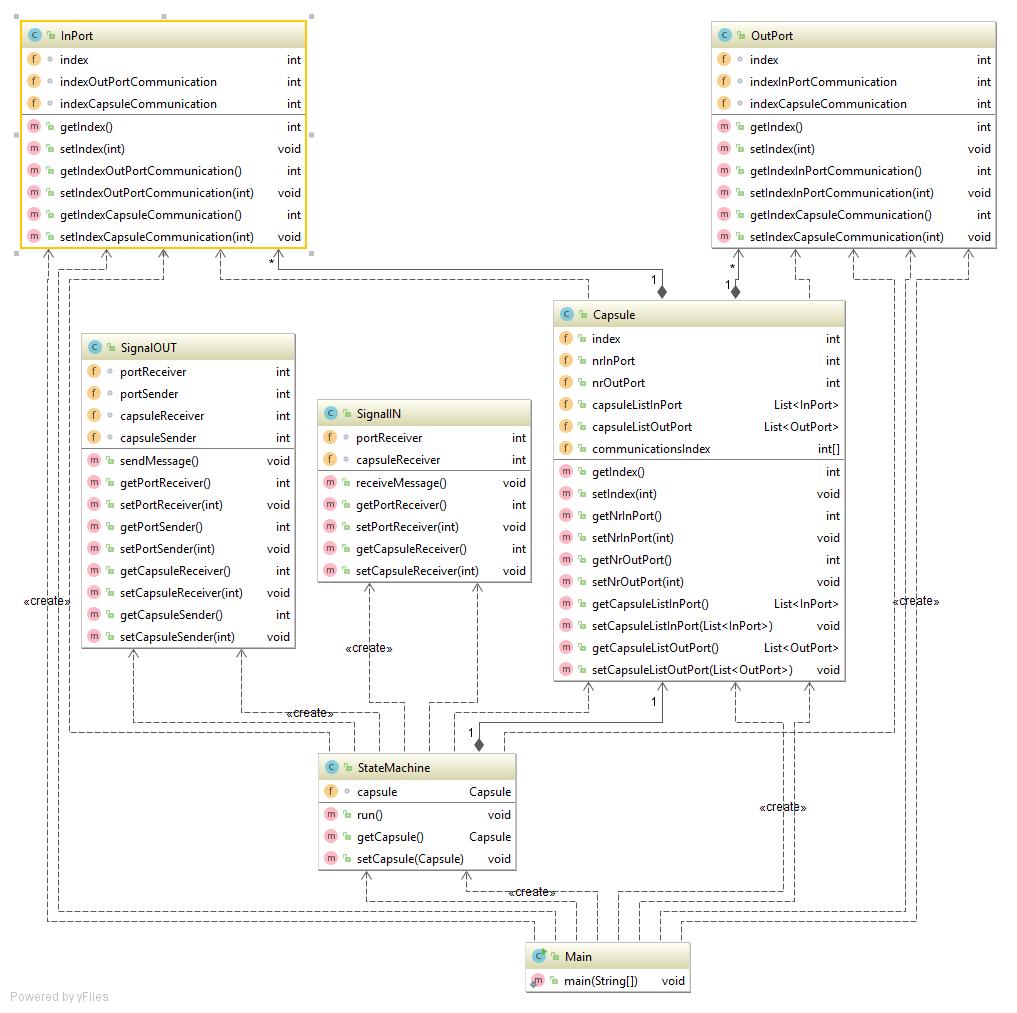 InPort
index int
indexOutPortCommunication int
indexCapsuleCommunication int
getIndex() int
setIndex(int) void
getIndexOutPortCommunication() int
setIndexOutPortCommunication(int) void
getIndexCapsuleCommunication() int
setIndexCapsuleCommunication(int) void
OutPort
index int
indexInPortCommunication int
indexCapsuleCommunication int
getIndex() int
setIndex(int) void
getIndexInPortCommunication() int
setIndexInPortCommunication(int) void
getIndexCapsuleCommunication() int
setIndexCapsuleCommunication(int) void
*
1
1
*
Capsule
index int
nrInPort int
nrOutPort int
capsuleListInPort List<InPort>
capsuleListOutPort List<OutPort>
communicationsIndex int[]
getIndex() int
setIndex(int) void
getNrInPort() int
setNrInPort(int) void
getNrOutPort() int
setNrOutPort(int) void
getCapsuleListInPort() List<InPort>
setCapsuleListInPort(List<InPort>) void
getCapsuleListOutPort() List<OutPort>
setCapsuleListOutPort(List<OutPort>) void
SignalOUT
portReceiver int
portSender int
capsuleReceiver int
capsuleSender int
sendMessage() void
getPortReceiver() int
setPortReceiver(int) void
getPortSender() int
setPortSender(int) void
getCapsuleReceiver() int
setCapsuleReceiver(int) void
getCapsuleSender() int
setCapsuleSender(int) void
SignalIN
portReceiver int
capsuleReceiver int
receiveMessage() void
getPortReceiver() int
setPortReceiver(int) void
getCapsuleReceiver() int
setCapsuleReceiver(int) void
«create»
«create»
«create»
«create»
1
1
StateMachine
capsule Capsule
run() void
getCapsule() Capsule
setCapsule(Capsule) void
«create»
«create»
Main
main(String[]) void
Powered by yFiles